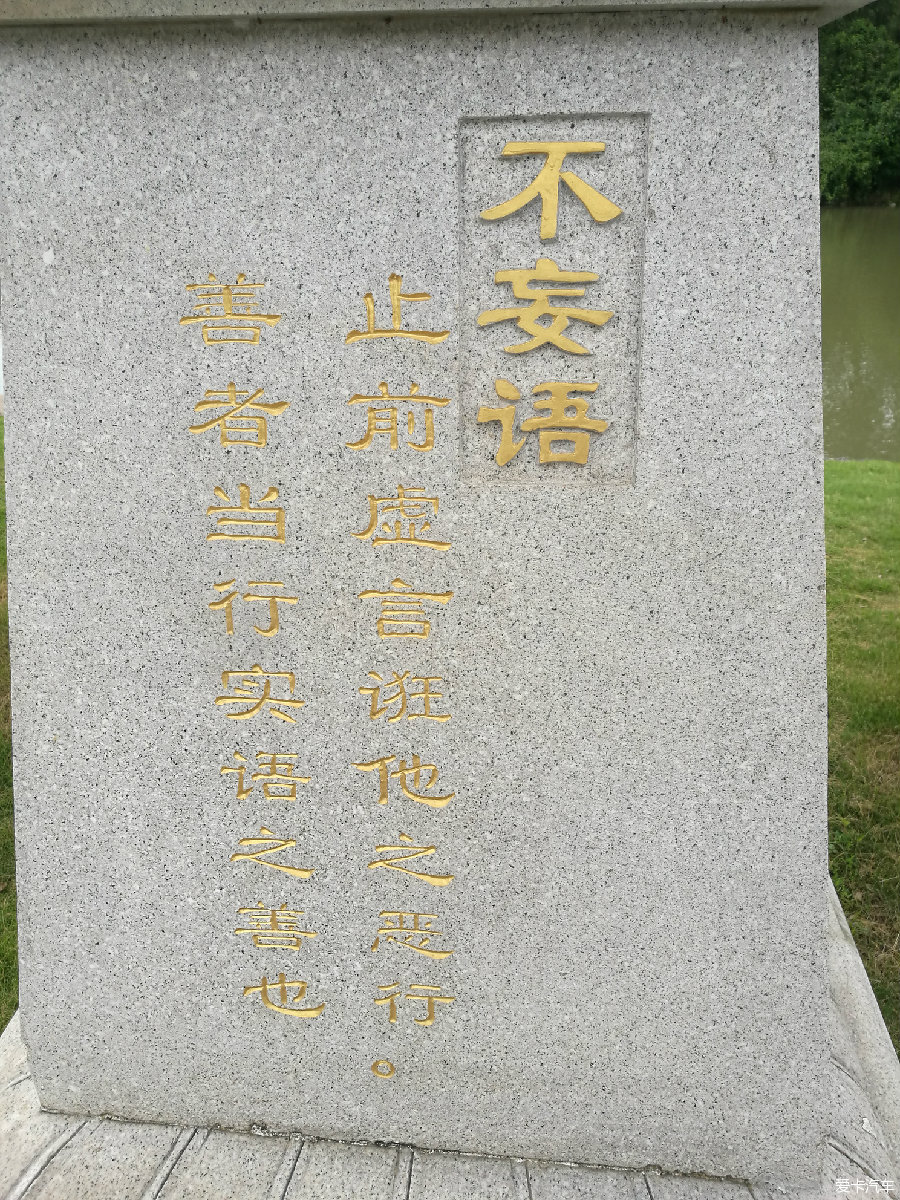 不妄语
止前虚言诳他之恶行。
善者当行实语之善也
爱卡汽车